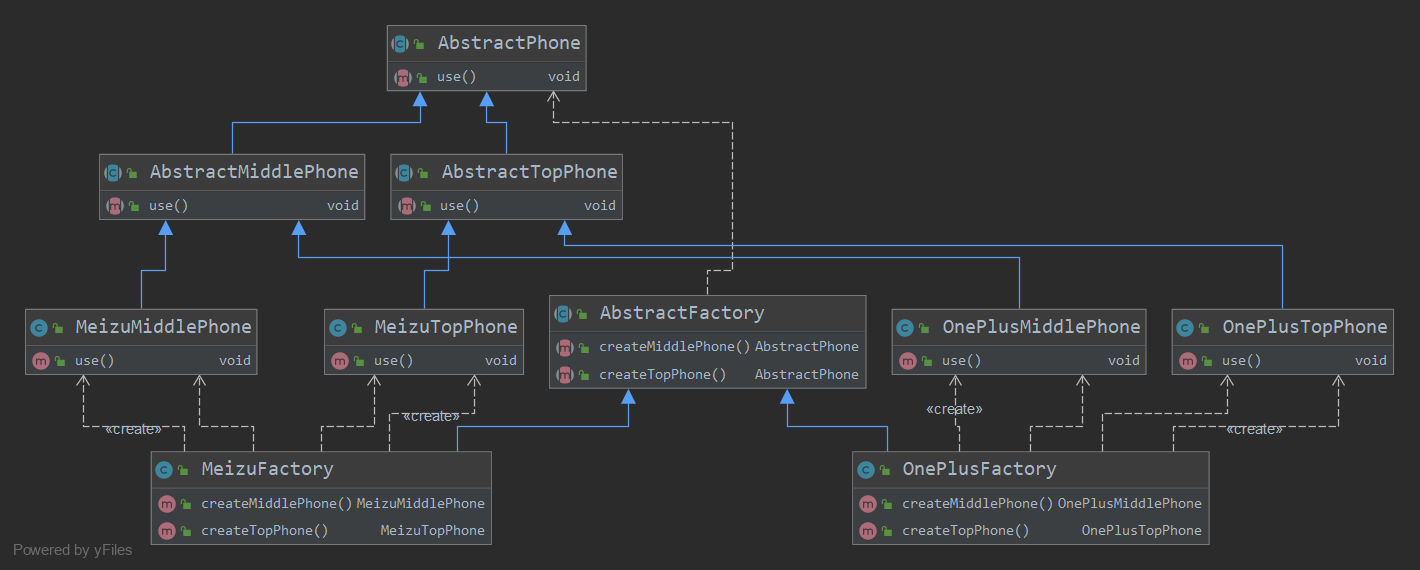 AbstractPhone
use() void
AbstractMiddlePhone
use() void
AbstractTopPhone
use() void
MeizuMiddlePhone
use() void
MeizuTopPhone
use() void
AbstractFactory
createMiddlePhone() AbstractPhone
createTopPhone() AbstractPhone
OnePlusMiddlePhone
use() void
OnePlusTopPhone
use() void
«create»
«create»
«create»
«create»
MeizuFactory
createMiddlePhone() MeizuMiddlePhone
createTopPhone() MeizuTopPhone
OnePlusFactory
createMiddlePhone() OnePlusMiddlePhone
createTopPhone() OnePlusTopPhone
Powered by yFiles